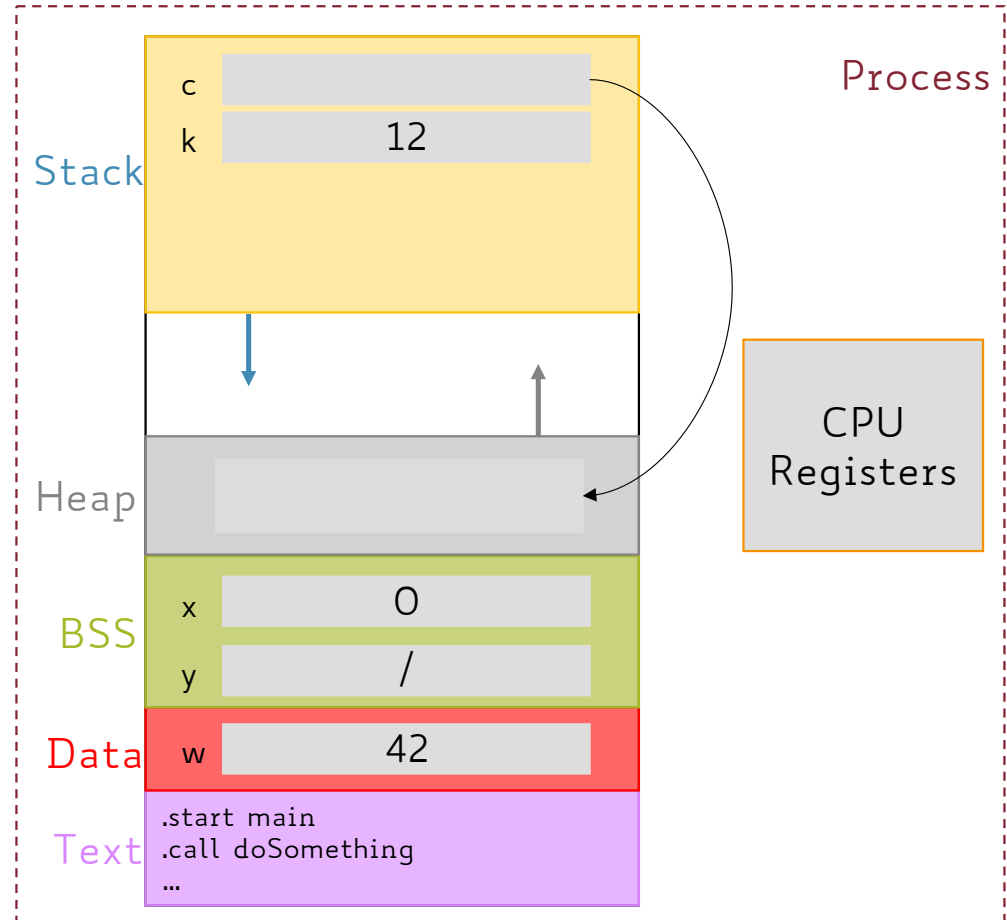 Process
Stack
c
k 12
CPU
Registers
Heap
x 0
BSS
y /
Data
w 42
Text
.start main
.call doSomething
...